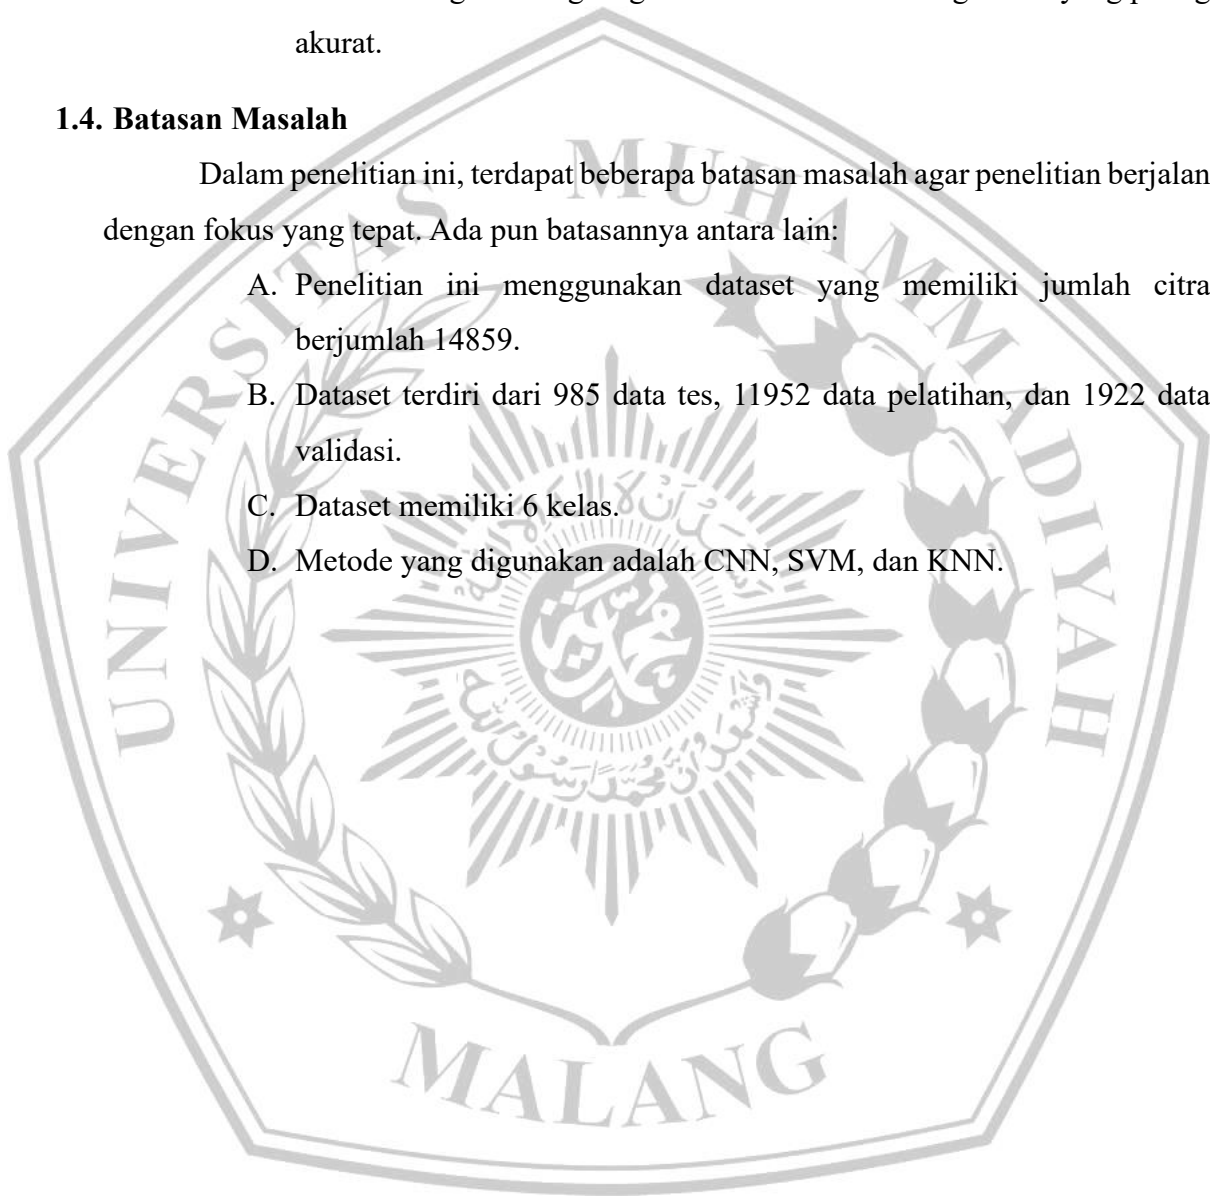 akurat.
1.4. Batasan Masalah
Dalam penelitian ini, terdapat beberapa batasan masalah agar penelitian berjalan
dengan fokus yang tepat. Ada pun batasannya antara lain:
A. Penelitian ini menggunakan dataset yang memiliki jumlah citra
berjumlah 14859.
B. Dataset terdiri dari 985 data tes, 11952 data pelatihan, dan 1922 data
validasi.
C. Dataset memiliki 6 kelas.
D. Metode yang digunakan adalah CNN, SVM, dan KNN.
UNIVERSITAS MUHAMMADIYAH
MALANG